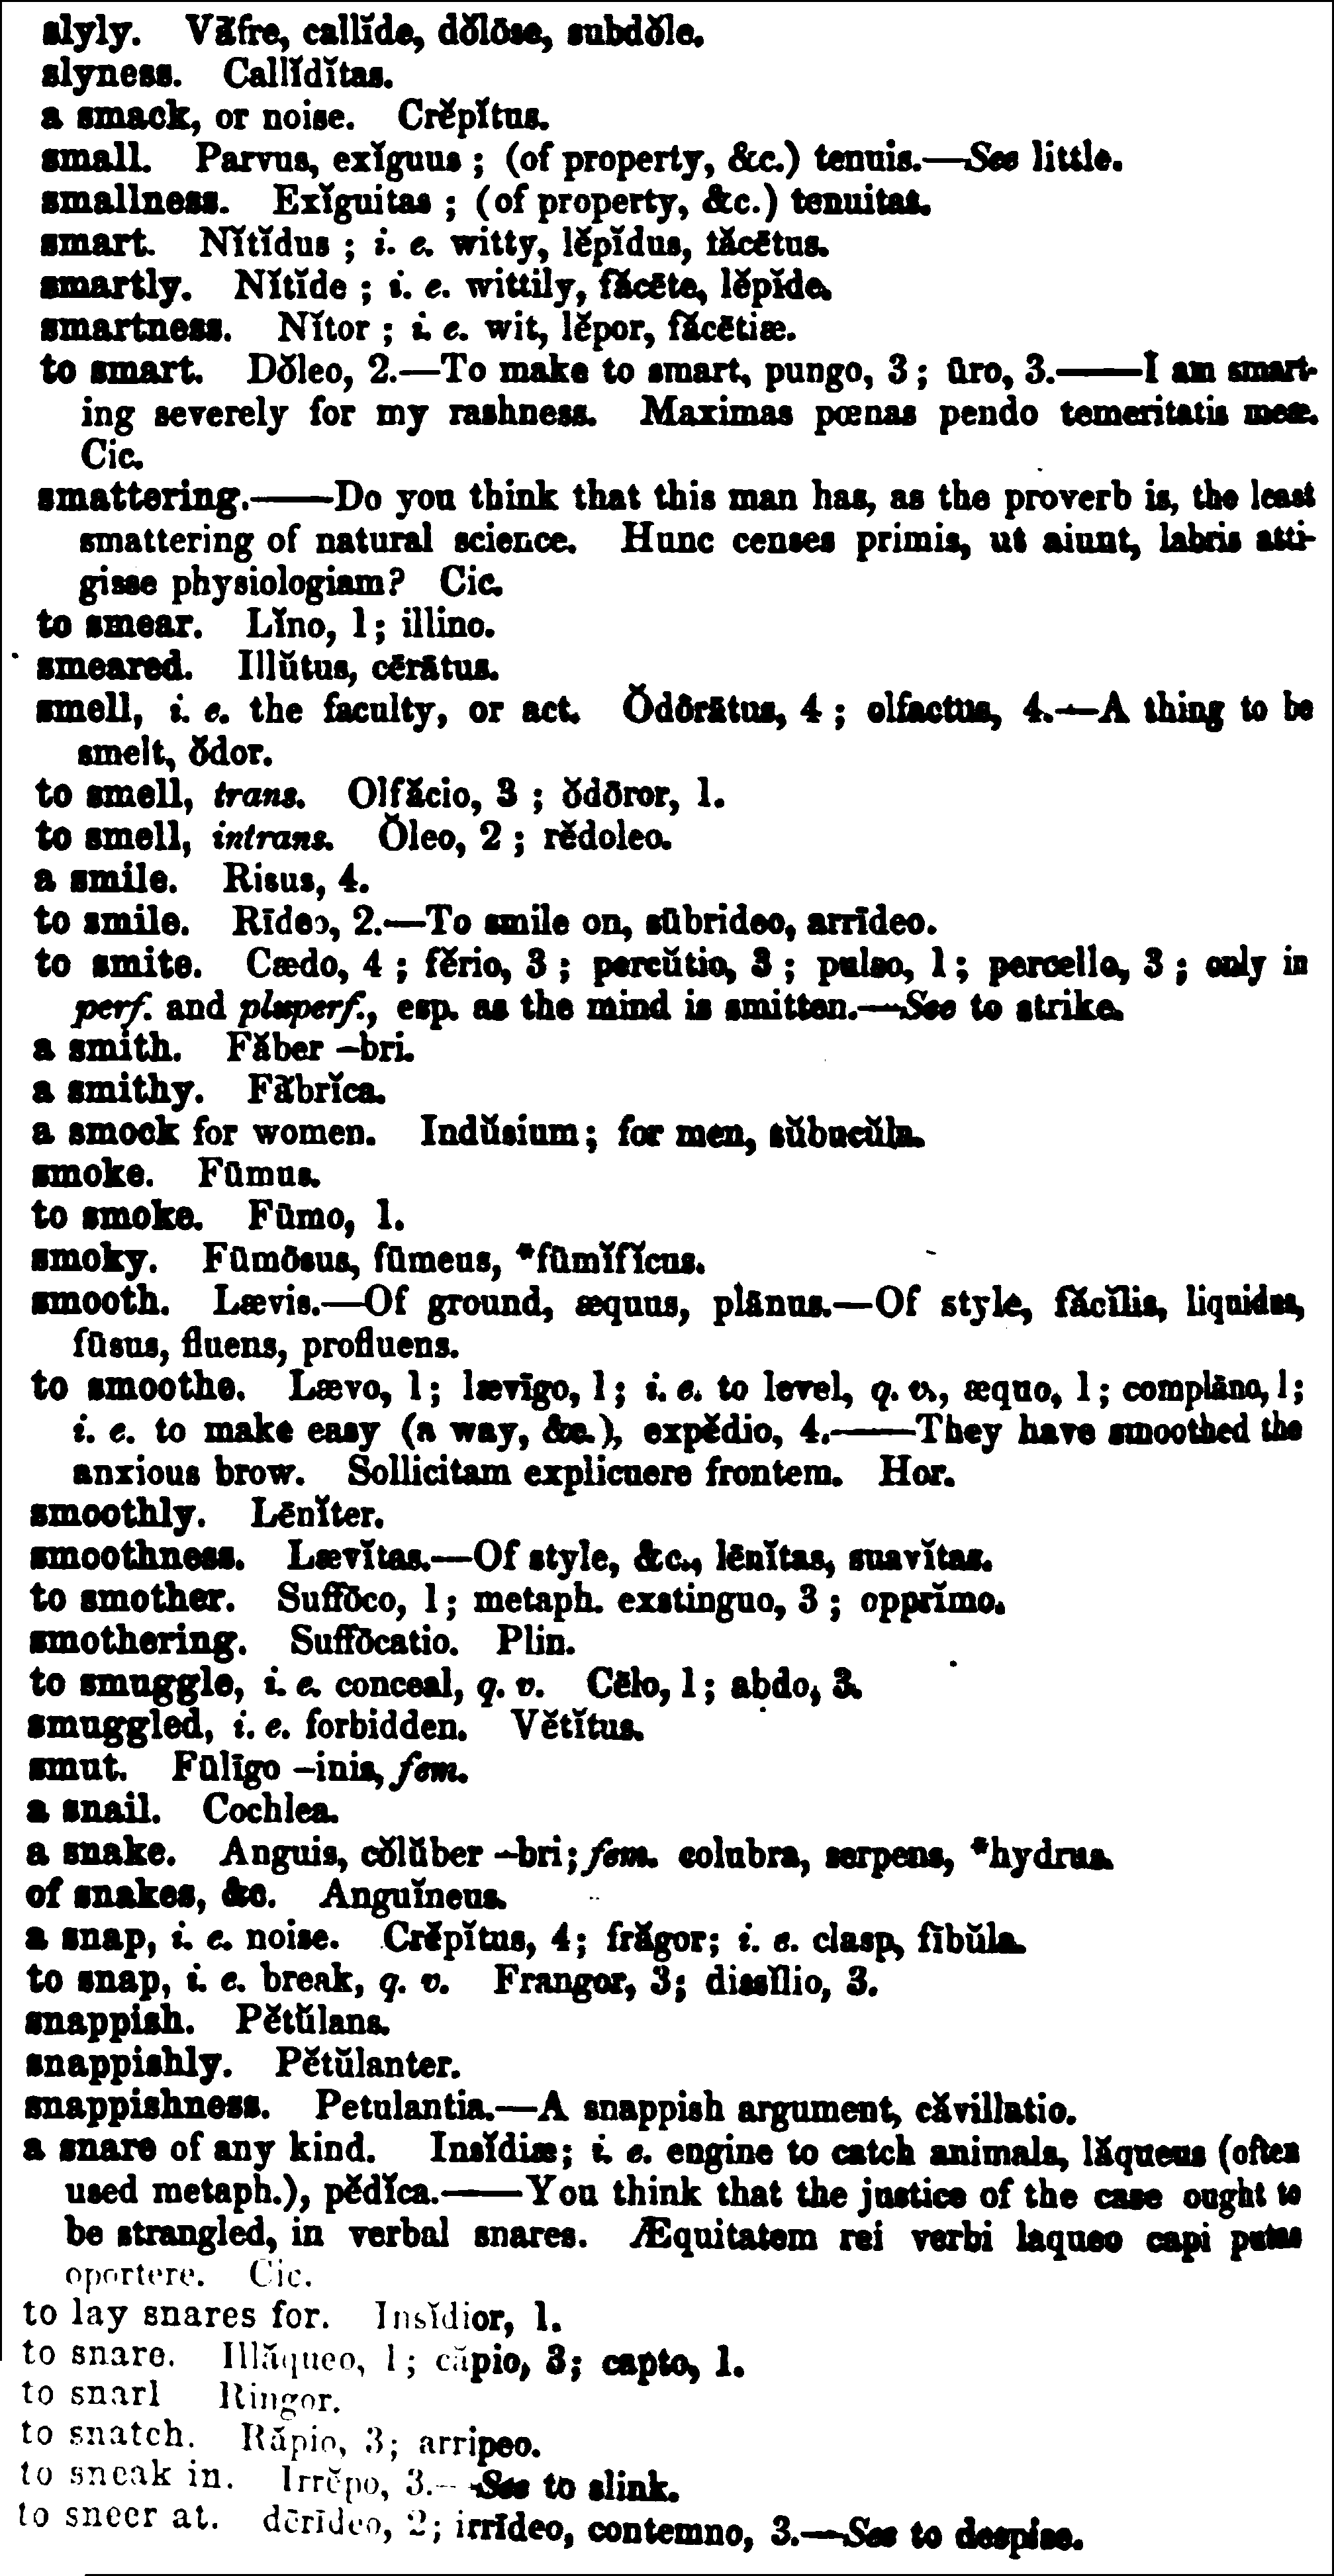 slyly. Văfre, callĭde, dŏlōse, subdŏle.
slyness. Callĭdĭtas.
a smack, or noise. Crĕpĭtus.
small. Parvus, exĭguus ; (of property, &c.) tenuis.—See little.
smallness. Exĭguitas ; (of property, &c.) tenuitas.
smart. Nĭtĭdus ; i. e. witty, lĕpĭdus, făcētus.
smartly. Nĭtĭde ; i. e. wittily, făcēte, lĕpĭde.
smartness. Nĭtor ; i. e. wit, lĕpor, făcētiæ.
to smart. Dŏleo, 2.—To make to smart, pungo, 3 ; ūro, 3.——I am smart-
ing severely for my rashness. Maximas pœnas pendo temeritatis meæ.
Cic.
smattering.——Do you think that this man has, as the proverb is, the least
smattering of natural science. Hunc censes primis, ut aiunt, labris atti-
gisse physiologiam? Cic.
to smear. Lĭno, 1 ; illino.
smeared. Illŭtus, cērātus.
smell, i. e. the faculty, or act. Ŏdōrātus, 4 ; olfactus, 4.—A thing to be
smelt, ŏdor.
to smell, trans. Olfăcio, 3 ; ŏdōror, 1.
to smell, intrans. Ŏleo, 2 ; rĕdoleo.
a smile. Risus, 4.
to smile. Rīdeo, 2.—To smile on, sūbrideo, arrīdeo.
to smite. Cædo, 4 ; fĕrio, 3 ; percŭtio, 3 ; pulso, 1 ; percello, 3 ; only in
perf. and pluperf., esp. as the mind is smitten.—See to strike.
a smith. Făber –bri.
a smithy. Făbrĭca.
a smock for women. Indŭsium ; for men, sŭbucŭla.
smoke. Fūmus.
to smoke. Fūmo, 1.
smoky. Fūmōsus, fūmeus, *fūmĭfĭcus.
smooth. Lævis.—Of ground, æquus, plānus.—Of style, făcĭlis, liquidus,
fūsus, fluens, profluens.
to smoothe. Lævo, 1 ; lævīgo, 1 ; i. e. to level, q. v., æquo, 1 ; complāno, 1 ;
i. e. to make easy (a way, &c.), expĕdio, 4.——They have smoothed the
anxious brow. Sollicitam explicuere frontem. Hor.
smoothly. Lēnĭter.
smoothness. Lævĭtas.—Of style, &c., lēnĭtas, suavĭtas.
to smother. Suffōco, 1 ; metaph. exstinguo, 3 ; opprĭmo.
smothering. Suffōcatio. Plin.
to smuggle, i. e. conceal, q. v. Cēlo, 1 ; abdo, 3.
smuggled, i. e. forbidden. Vĕtĭtus.
smut. Fūlīgo –inis, fem.
a snail. Cochlea.
a snake. Anguis, cŏlŭber –bri ; fem. colubra, serpens, *hydrus.
of snakes, &c. Anguĭneus.
a snap, i. e. noise. Crĕpĭtus, 4 ; frăgor ; i. e. clasp, fībŭla.
to snap, i. e. break, q. v. Frangor, 3 ; dissĭlio, 3.
snappish. Pĕtŭlans.
snappishly. Pĕtŭlanter.
snappishness. Petulantia.—A snappish argument, căvillatio.
a snare of any kind. Insĭdiæ ; i. e. engine to catch animals, lăqueus (often
used metaph.), pĕdĭca.——You think that the justice of the case ought to
be strangled, in verbal snares. Æquitatem rei verbi laqueo capi putas
oportere. Cic.
to lay snares for. Insĭdior, 1.
to snare. Illăqueo, 1 ; căpio, 3 ; capto, 1.
to snarl Ringor.
to snatch. Răpio, 3 ; arripeo.
to sneak in. Irrēpo, 3.—See to slink.
to sneer at. dērīdeo, 2 ; irrīdeo, contemno, 3.—See to despise.